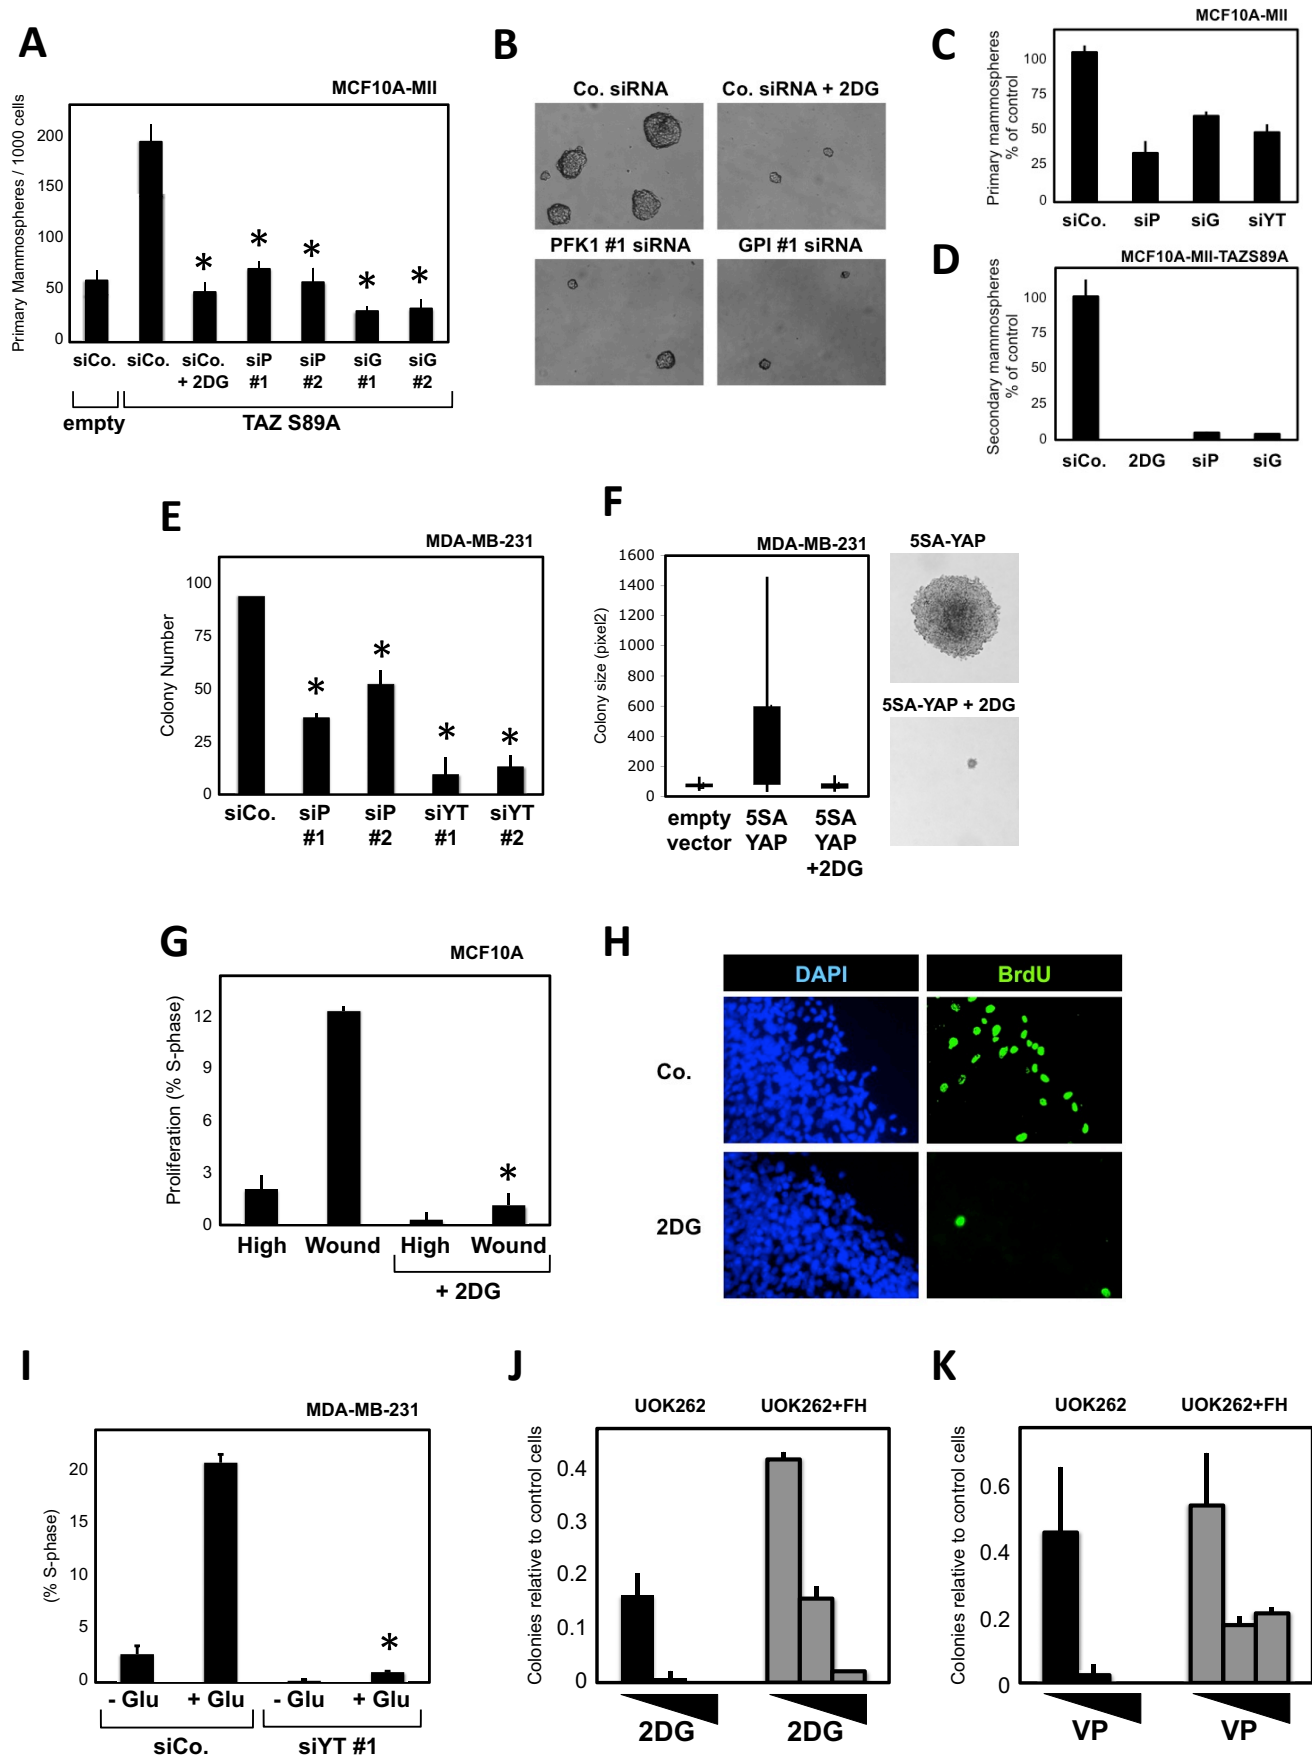 A
MCF10A-MII
Primary Mammospheres / 1000 cells
200
150
100
50
0
* * * * *
siCo. siCo. siCo. + 2DG siP #1 siP #2 siG #1 siG #2
empty TAZ S89A
B
Co. siRNA Co. siRNA + 2DG
PFK1 #1 siRNA GPI #1 siRNA
C
MCF10A-MII
Primary mammospheres
% of control
100
75
50
25
0
siCo. siP siG siYT
D
MCF10A-MII-TAZS89A
Secondary mammospheres
% of control
100
75
50
25
0
siCo. 2DG siP siG
E
MDA-MB-231
Colony Number
100
75
50
25
0
* * * *
siCo. siP #1 siP #2 siYT #1 siYT #2
F
MDA-MB-231
Colony size (pixel2)
1600
1400
1200
1000
800
600
400
200
0
empty vector 5SA YAP 5SA YAP +2DG
5SA-YAP
5SA-YAP + 2DG
G
MCF10A
Proliferation (% S-phase)
12
9
6
3
0
*
High Wound High Wound
+ 2DG
H
DAPI BrdU
Co.
2DG
I
MDA-MB-231
(% S-phase)
20
15
10
5
0
*
- Glu + Glu - Glu + Glu
siCo. siYT #1
J
UOK262 UOK262+FH
Colonies relative to control cells
0.4
0.3
0.2
0.1
0
2DG 2DG
K
UOK262 UOK262+FH
Colonies relative to control cells
0.6
0.4
0.2
0
VP VP